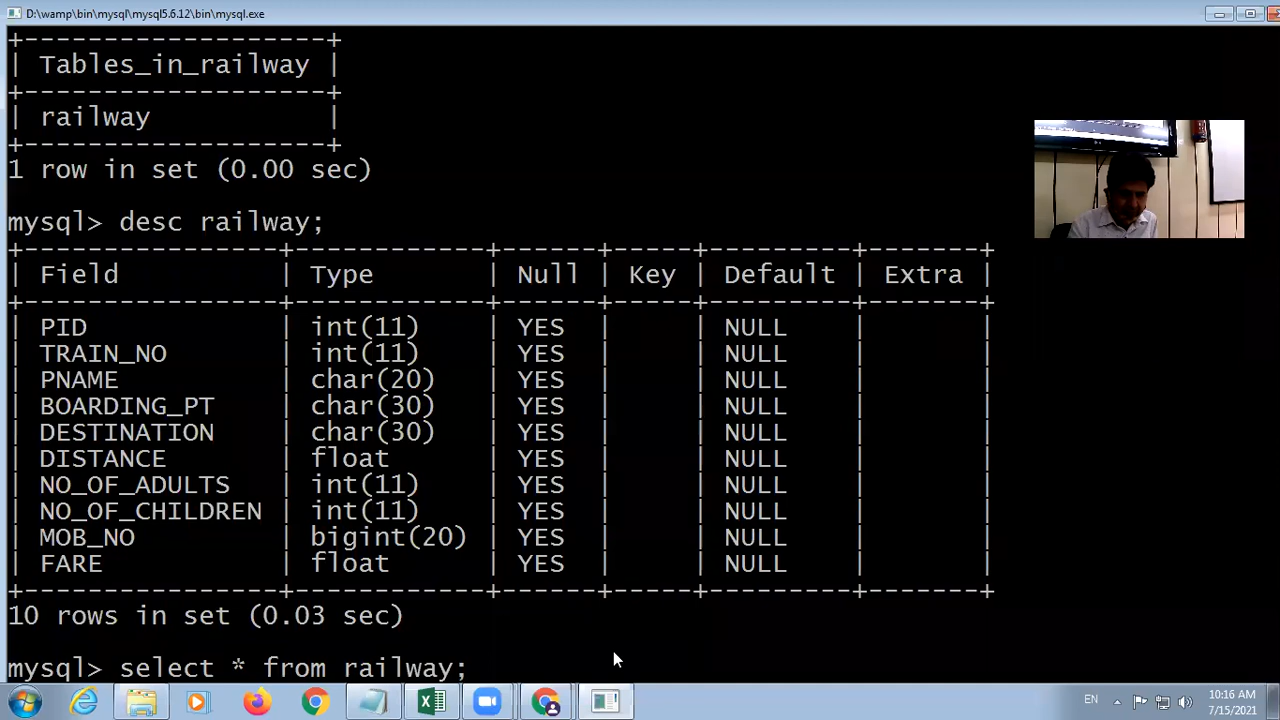 D:\wamp\bin\mysql\mysql5.6.12\bin\mysql.exe
+-------------------+
| Tables_in_railway |
+-------------------+
| railway           |
+-------------------+
1 row in set (0.00 sec)
mysql> desc railway;
+----------------+------------+------+-----+---------+-------+
| Field          | Type       | Null | Key | Default | Extra |
+----------------+------------+------+-----+---------+-------+
| PID            | int(11)    | YES  |     | NULL    |       |
| TRAIN_NO       | int(11)    | YES  |     | NULL    |       |
| PNAME          | char(20)   | YES  |     | NULL    |       |
| BOARDING_PT    | char(30)   | YES  |     | NULL    |       |
| DESTINATION    | char(30)   | YES  |     | NULL    |       |
| DISTANCE       | float      | YES  |     | NULL    |       |
| NO_OF_ADULTS   | int(11)    | YES  |     | NULL    |       |
| NO_OF_CHILDREN | int(11)    | YES  |     | NULL    |       |
| MOB_NO         | bigint(20) | YES  |     | NULL    |       |
| FARE           | float      | YES  |     | NULL    |       |
+----------------+------------+------+-----+---------+-------+
10 rows in set (0.03 sec)
mysql> select * from railway;
EN
10:16 AM
7/15/2021